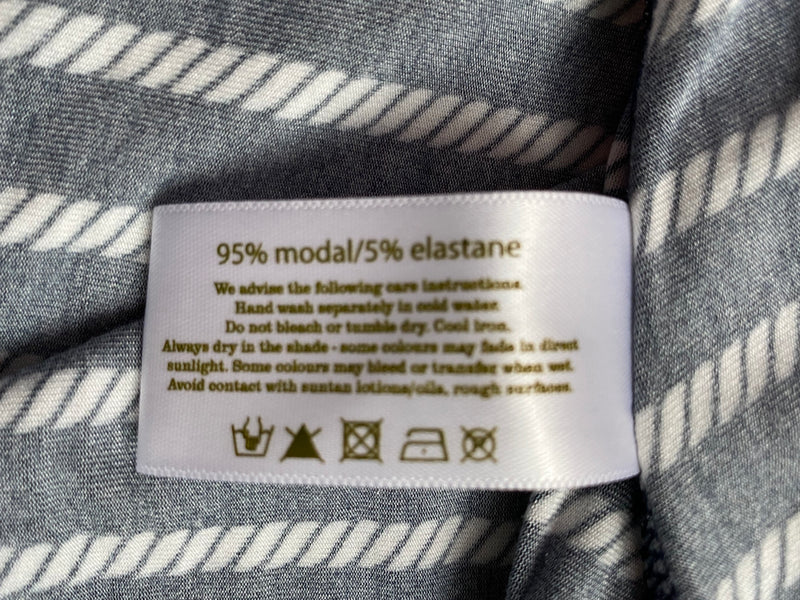 95% modal/5% elastane
We advise the following care instructions.
Hand wash separately in cold water.
Do not bleach or tumble dry. Cool iron.
Always dry in the shade - some colours may fade in direct
sunlight. Some colours may bleed or transfer when wet.
Avoid contact with suntan lotions/oils, rough surfaces.